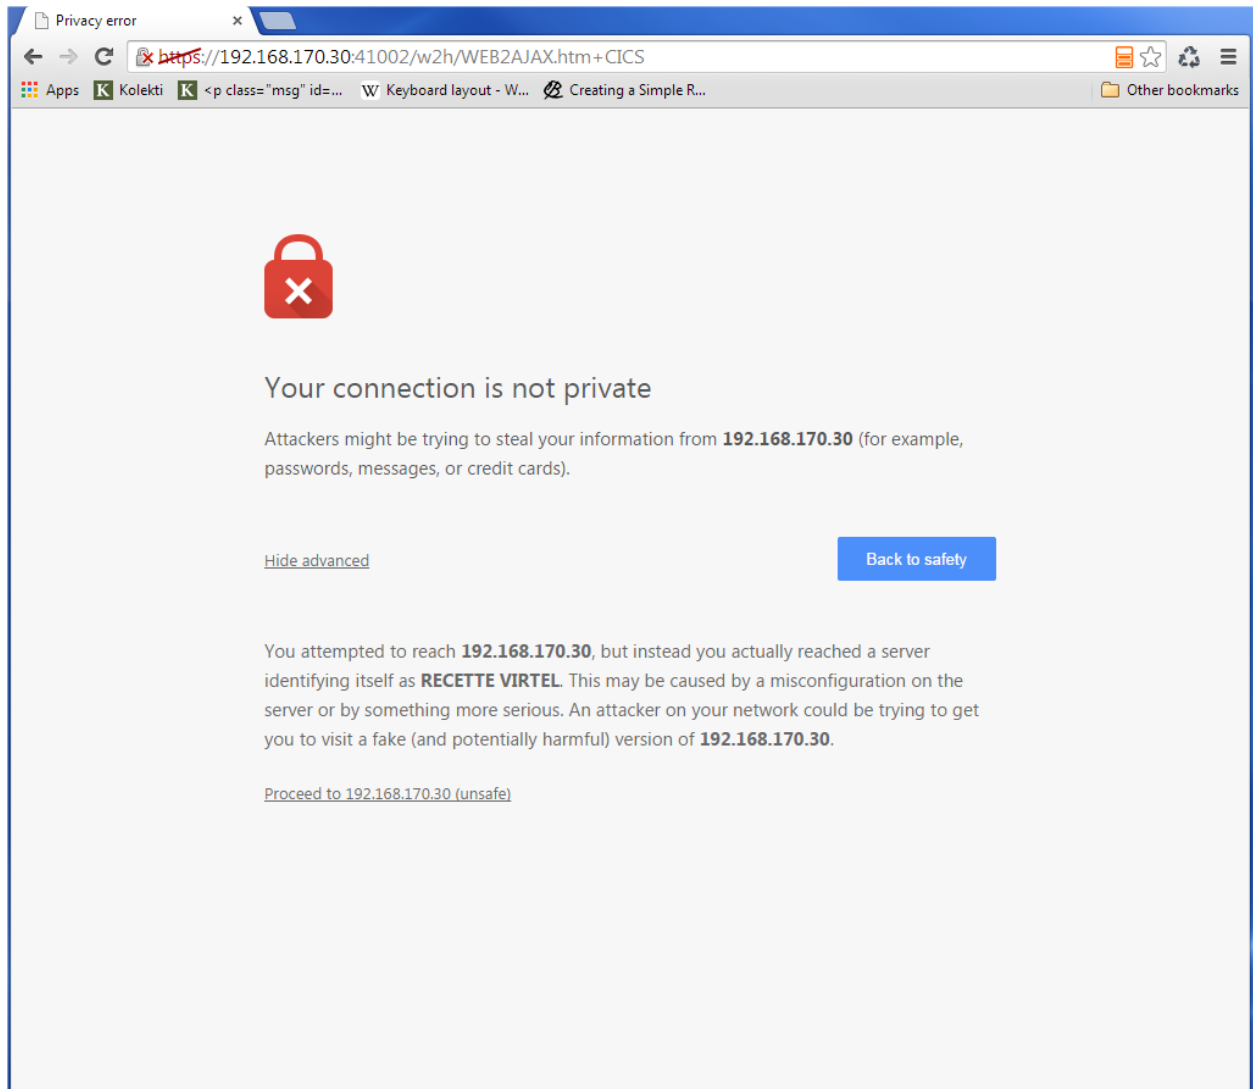 Privacy error
https://192.168.170.30:41002/w2h/WEB2AJAX.htm+CICS
Apps K Kolekti K <p class="msg" id=... W Keyboard layout - W... Creating a Simple R... Other bookmarks
Your connection is not private
Attackers might be trying to steal your information from 192.168.170.30 (for example,
passwords, messages, or credit cards).
Hide advanced Back to safety
You attempted to reach 192.168.170.30, but instead you actually reached a server
identifying itself as RECETTE VIRTEL. This may be caused by a misconfiguration on the
server or by something more serious. An attacker on your network could be trying to get
you to visit a fake (and potentially harmful) version of 192.168.170.30.
Proceed to 192.168.170.30 (unsafe)